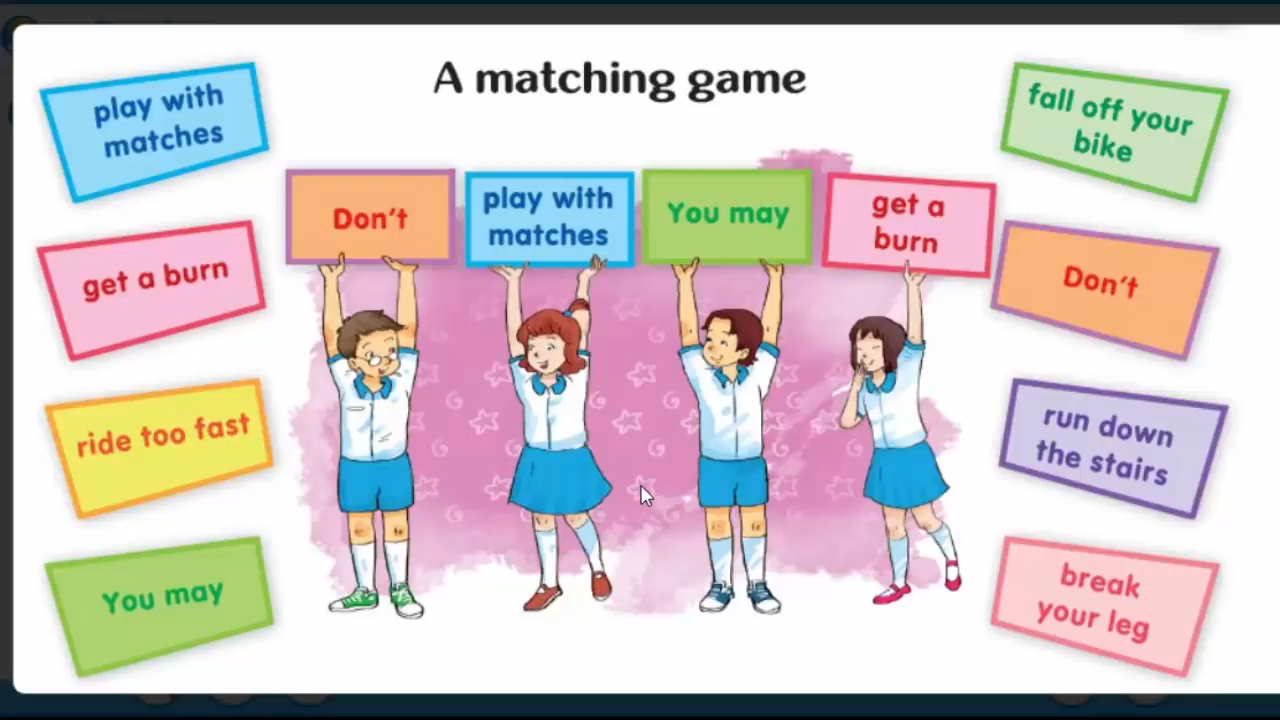 A matching game
play with
matches
get a burn
ride too fast
You may
Don't
play with
matches
You may
get a
burn
fall off your
bike
Don't
run down
the stairs
break
your leg